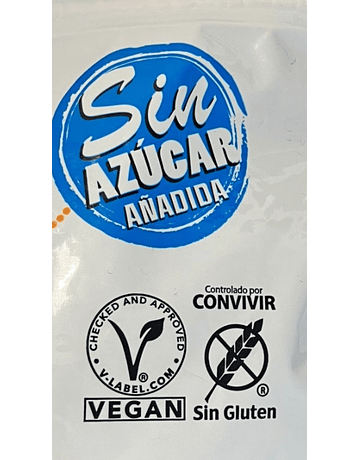 Sin
AZÚCAR
AÑADIDA
CHECKED AND APPROVED
• V-LABEL.COM •
®
VEGAN
Controlado por
CONVIVIR
®
Sin Gluten